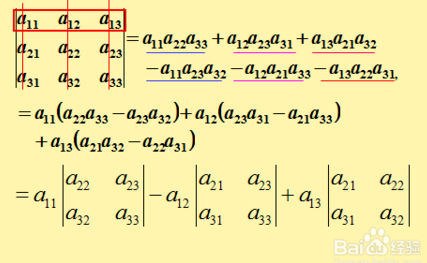 | a₁₁ a₁₂ a₁₃ |
| a₂₁ a₂₂ a₂₃ | = a₁₁a₂₂a₃₃ + a₁₂a₂₃a₃₁ + a₁₃a₂₁a₃₂
| a₃₁ a₃₂ a₃₃ | −a₁₁a₂₃a₃₂ −a₁₂a₂₁a₃₃ −a₁₃a₂₂a₃₁,
= a₁₁(a₂₂a₃₃ − a₂₃a₃₂) + a₁₂(a₂₃a₃₁ − a₂₁a₃₃)
+ a₁₃(a₂₁a₃₂ − a₂₂a₃₁)
= a₁₁ | a₂₂ a₂₃ | − a₁₂ | a₂₁ a₂₃ | + a₁₃ | a₂₁ a₂₂ |
| a₃₂ a₃₃ | | a₃₁ a₃₃ | | a₃₁ a₃₂ |
Bai 经验